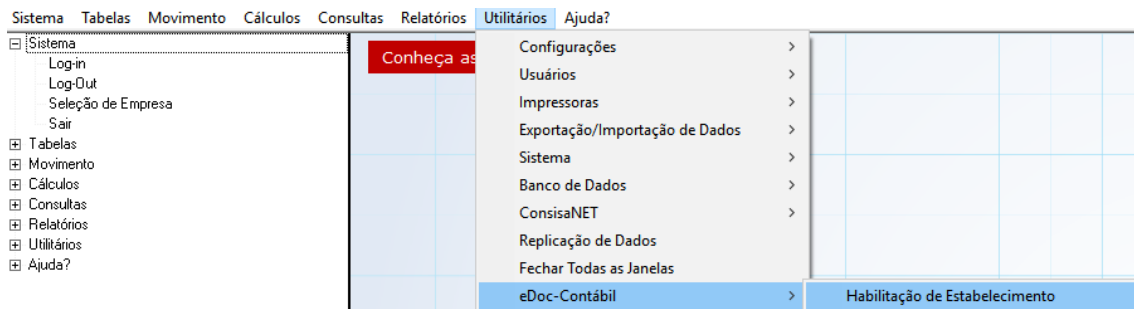 Sistema Tabelas Movimento Cálculos Consultas Relatórios Utilitários Ajuda?
Sistema
Log-in
Log-Out
Seleção de Empresa
Sair
Tabelas
Movimento
Cálculos
Consultas
Relatórios
Utilitários
Ajuda?
Conheça as
Configurações
Usuários
Impressoras
Exportação/Importação de Dados
Sistema
Banco de Dados
ConsisaNET
Replicação de Dados
Fechar Todas as Janelas
eDoc-Contábil
Habilitação de Estabelecimento